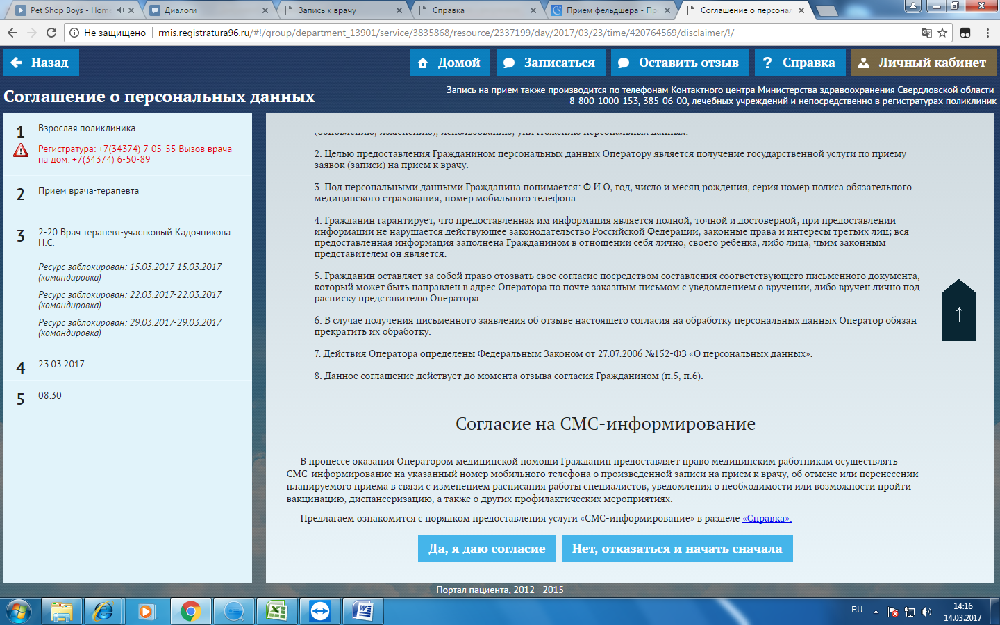 Pet Shop Boys - Hom
Диалоги
Запись к врачу
Справка
Прием фельдшера - Пр
Соглашение о персонал
Не защищено
rmis.registratura96.ru/#!/group/department_13901/service/3835868/resource/2337199/day/2017/03/23/time/420764569/disclaimer/!/
Назад
Домой
Записаться
Оставить отзыв
? Справка
Личный кабинет
Соглашение о персональных данных
Запись на прием также производится по телефонам Контактного центра Министерства здравоохранения Свердловской области
8-800-1000-153, 385-06-00, лечебных учреждений и непосредственно в регистратурах поликлиник
1 Взрослая поликлиника
Регистратура: +7(34374) 7-05-55 Вызов врача
на дом: +7(34374) 6-50-89
2 Прием врача-терапевта
3 2-20 Врач терапевт-участковый Кадочникова
Н.С.
Ресурс заблокирован: 15.03.2017-15.03.2017
(командировка)
Ресурс заблокирован: 22.03.2017-22.03.2017
(командировка)
Ресурс заблокирован: 29.03.2017-29.03.2017
(командировка)
4 23.03.2017
5 08:30
(обновлению, изменению), использованию, уничтожению персональных данных.
2. Целью предоставления Гражданином персональных данных Оператору является получение государственной услуги по приему
заявок (записи) на прием к врачу.
3. Под персональными данными Гражданина понимается: Ф.И.О, год, число и месяц рождения, серия номер полиса обязательного
медицинского страхования, номер мобильного телефона.
4. Гражданин гарантирует, что предоставленная им информация является полной, точной и достоверной; при предоставлении
информации не нарушается действующее законодательство Российской Федерации, законные права и интересы третьих лиц; вся
предоставленная информация заполнена Гражданином в отношении себя лично, своего ребенка, либо лица, чьим законным
представителем он является.
5. Гражданин оставляет за собой право отозвать свое согласие посредством составления соответствующего письменного документа,
который может быть направлен в адрес Оператора по почте заказным письмом с уведомлением о вручении, либо вручен лично под
расписку представителю Оператора.
6. В случае получения письменного заявления об отзыве настоящего согласия на обработку персональных данных Оператор обязан
прекратить их обработку.
7. Действия Оператора определены Федеральным Законом от 27.07.2006 №152-ФЗ «О персональных данных».
8. Данное соглашение действует до момента отзыва согласия Гражданином (п.5, п.6).
Согласие на СМС-информирование
В процессе оказания Оператором медицинской помощи Гражданин предоставляет право медицинским работникам осуществлять
СМС-информирование на указанный номер мобильного телефона о произведенной записи на прием к врачу, об отмене или перенесении
планируемого приема в связи с изменением расписания работы специалистов, уведомления о необходимости или возможности пройти
вакцинацию, диспансеризацию, а также о других профилактических мероприятиях.
Предлагаем ознакомится с порядком предоставления услуги «СМС-информирование» в разделе «Справка».
Да, я даю согласие
Нет, отказаться и начать сначала
Портал пациента, 2012—2015
RU
14:16
14.03.2017